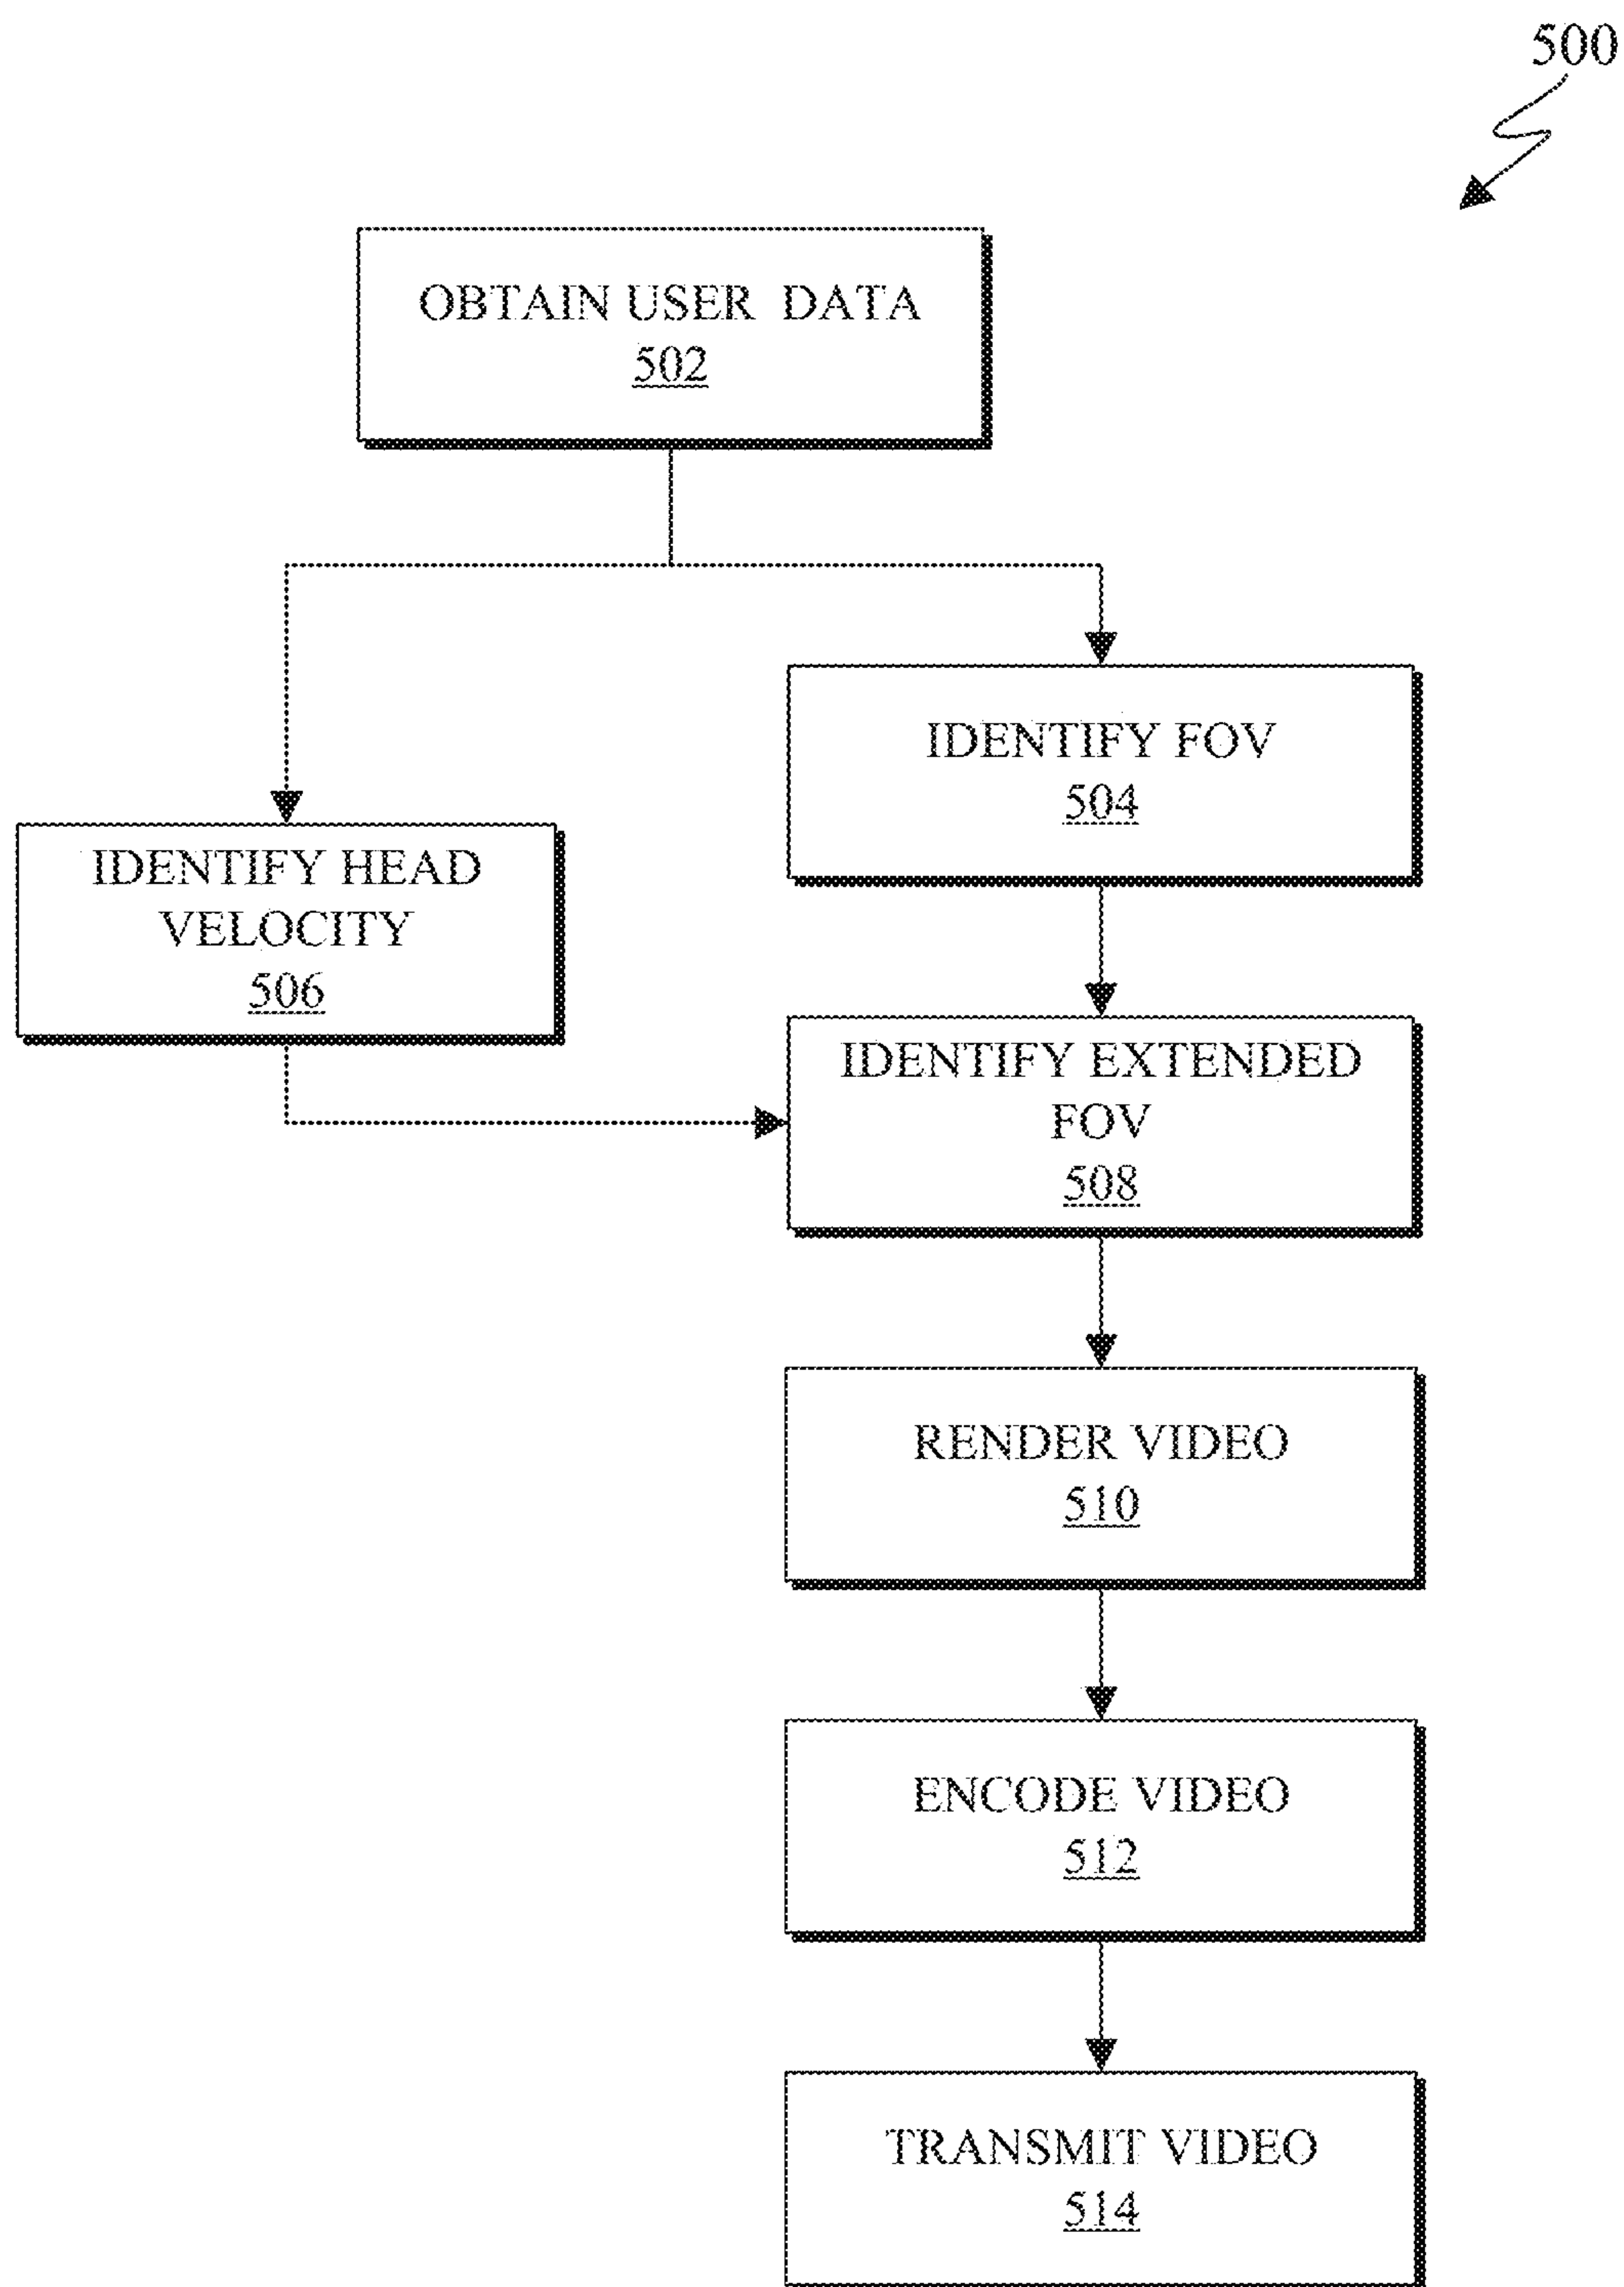 500
OBTAIN USER DATA
502
IDENTIFY FOV
504
IDENTIFY HEAD
VELOCITY
506
IDENTIFY EXTENDED
FOV
508
RENDER VIDEO
510
ENCODE VIDEO
512
TRANSMIT VIDEO
514